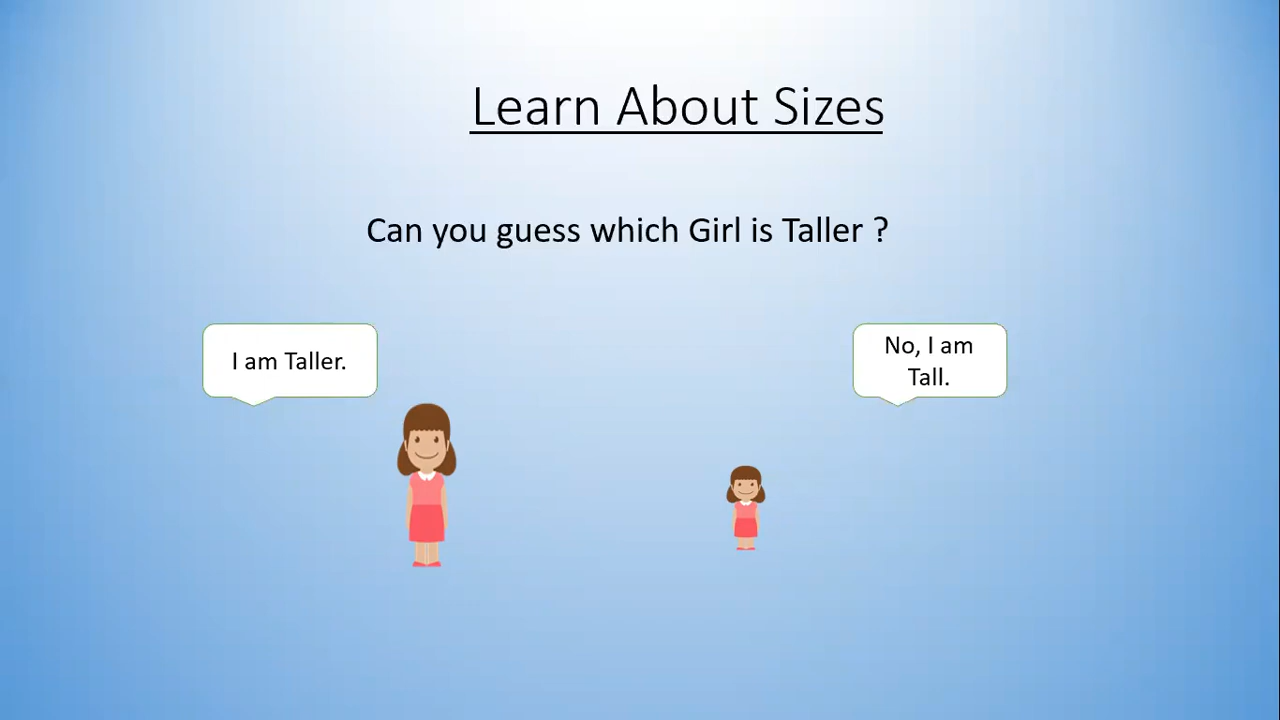 Learn About Sizes
Can you guess which Girl is Taller ?
I am Taller.
No, I am
Tall.